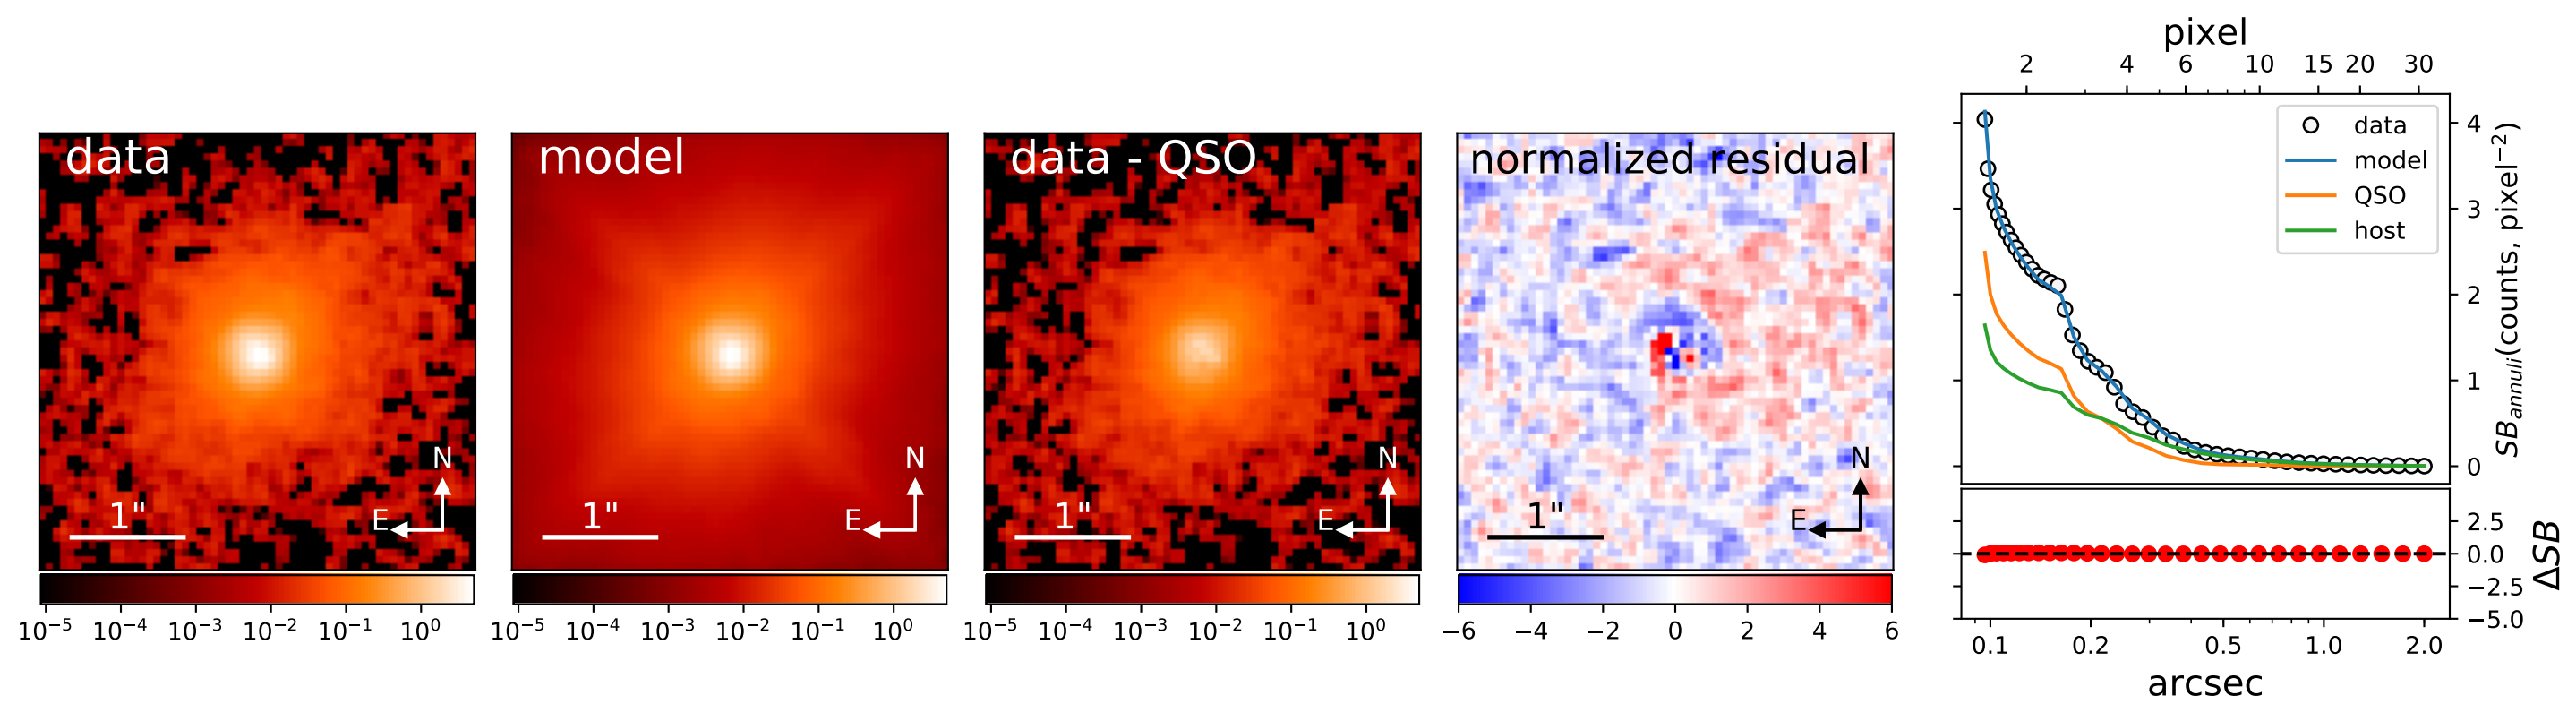 data
N
E
1"
10⁻⁵ 10⁻⁴ 10⁻³ 10⁻² 10⁻¹ 10⁰
model
N
E
1"
10⁻⁵ 10⁻⁴ 10⁻³ 10⁻² 10⁻¹ 10⁰
data - QSO
N
E
1"
10⁻⁵ 10⁻⁴ 10⁻³ 10⁻² 10⁻¹ 10⁰
normalized residual
N
E
1"
−6 −4 −2 0 2 4 6
pixel
2 4 6 10 15 20 30
data
model
QSO
host
4
3
2
1
0
SB_annuli(counts, pixel⁻²)
2.5
0.0
−2.5
−5.0
ΔSB
0.1 0.2 0.5 1.0 2.0
arcsec